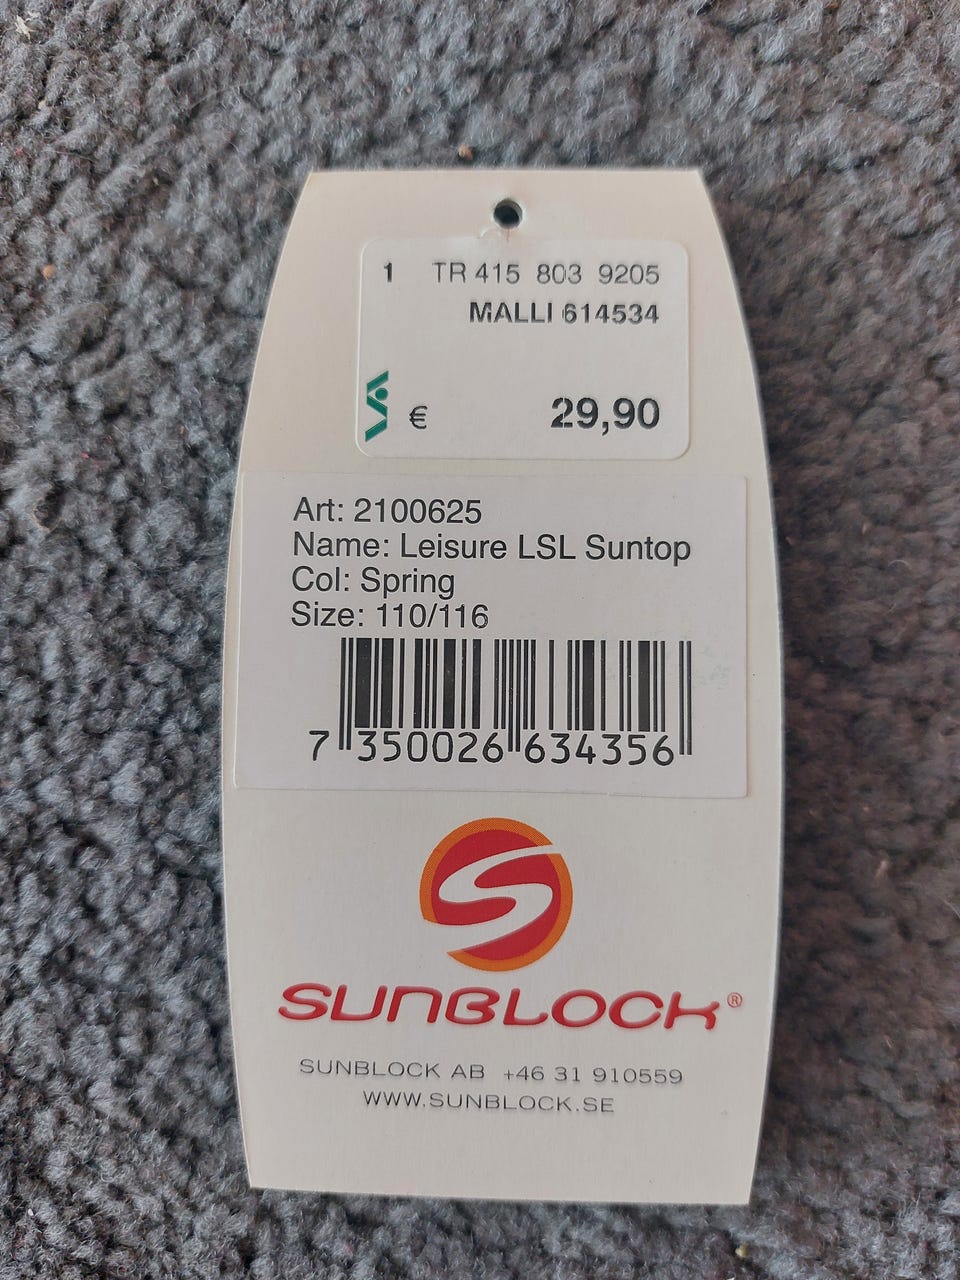 1 TR 415 803 9205
MALLI 614534
€ 29,90
Art: 2100625
Name: Leisure LSL Suntop
Col: Spring
Size: 110/116
7 350026 634356
SUNBLOCK®
SUNBLOCK AB +46 31 910559
WWW.SUNBLOCK.SE